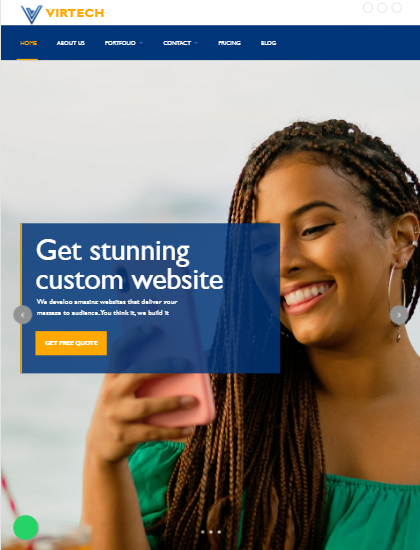 VIRTECH
HOME ABOUT US PORTFOLIO CONTACT PRICING BLOG
Get stunning
custom website
We develop amazing websites that deliver your
message to audience. You think it, we build it
GET FREE QUOTE